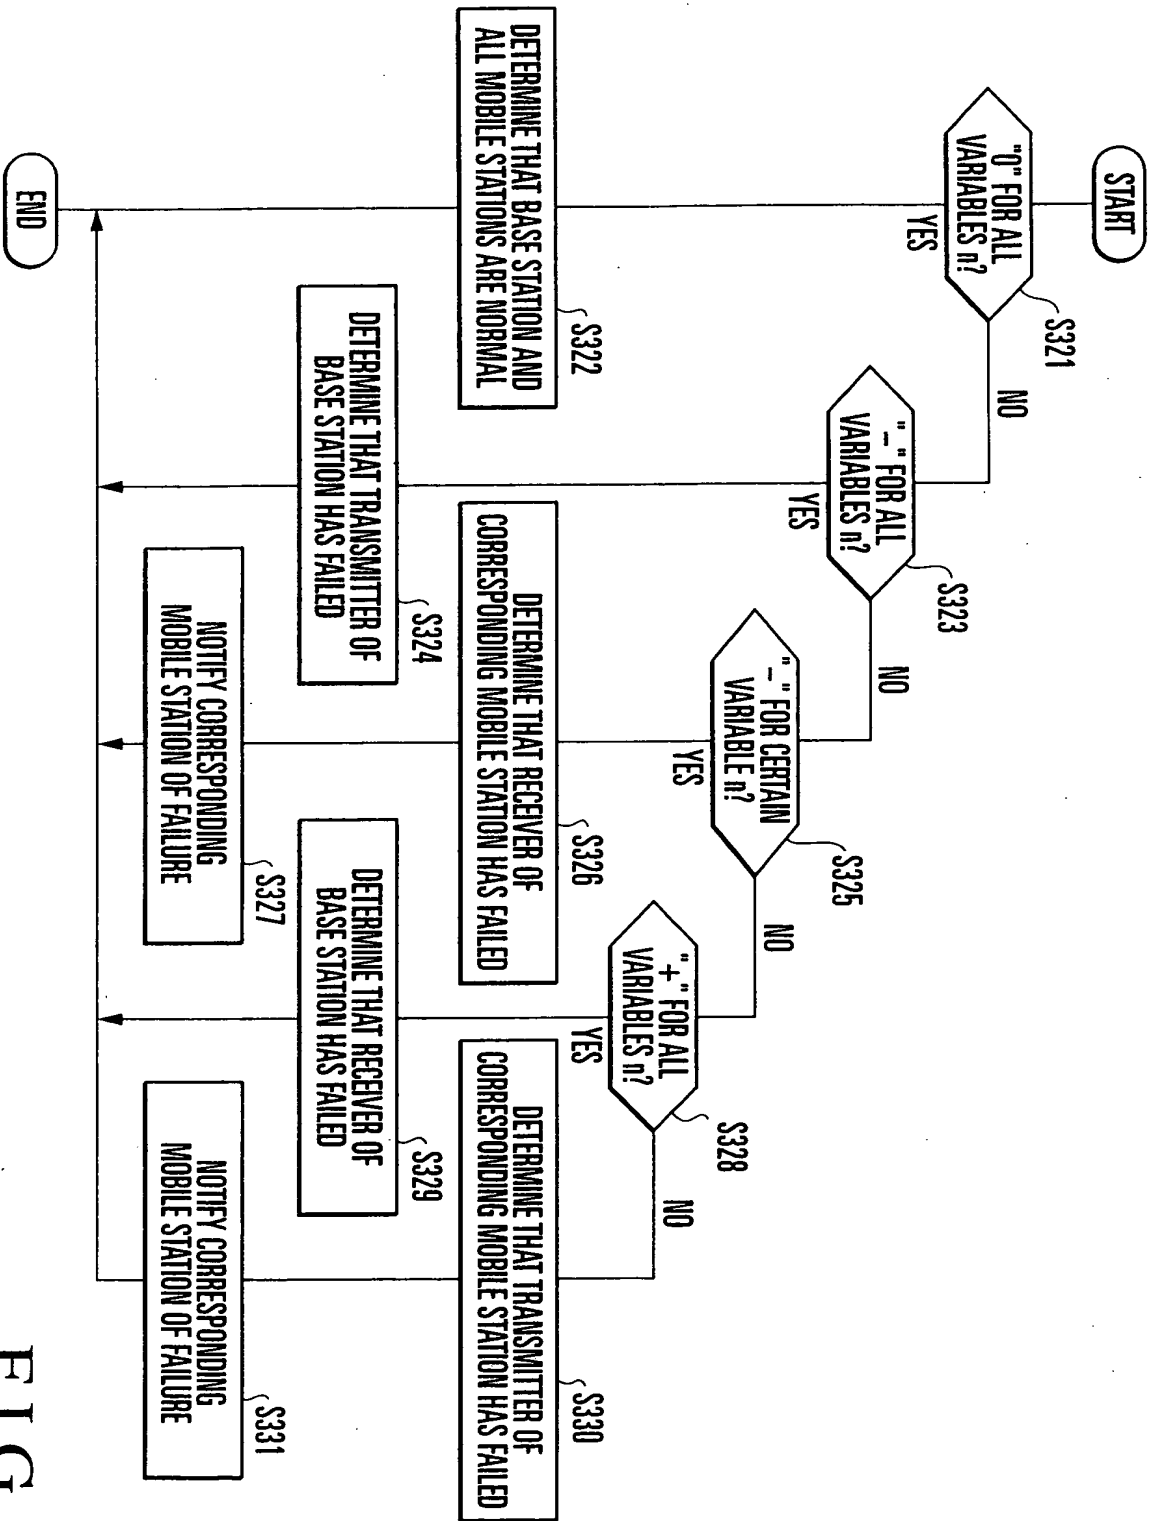 START
"0" FOR ALL
VARIABLES n?
S321
YES
NO
DETERMINE THAT BASE STATION AND
ALL MOBILE STATIONS ARE NORMAL
S322
"–" FOR ALL
VARIABLES n?
S323
YES
NO
DETERMINE THAT TRANSMITTER OF
BASE STATION HAS FAILED
S324
"–" FOR CERTAIN
VARIABLE n?
S325
YES
NO
DETERMINE THAT RECEIVER OF
CORRESPONDING MOBILE STATION HAS FAILED
S326
NOTIFY CORRESPONDING
MOBILE STATION OF FAILURE
S327
"+" FOR ALL
VARIABLES n?
S328
YES
NO
DETERMINE THAT RECEIVER OF
BASE STATION HAS FAILED
S329
DETERMINE THAT TRANSMITTER OF
CORRESPONDING MOBILE STATION HAS FAILED
S330
NOTIFY CORRESPONDING
MOBILE STATION OF FAILURE
S331
END
FIG